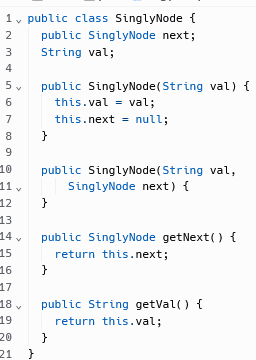 1 public class SinglyNode {
2 public SinglyNode next;
3 String val;
4
5 SinglyNode(String val) {
6 this.val = val;
7 this.next = null;
8 }
9
10 SinglyNode(String val,
11 SinglyNode next) {
12 }
13
14 public SinglyNode getNext() {
15 return this.next;
16 }
17
18 public String getVal() {
19 return this.val;
20 }
21 }